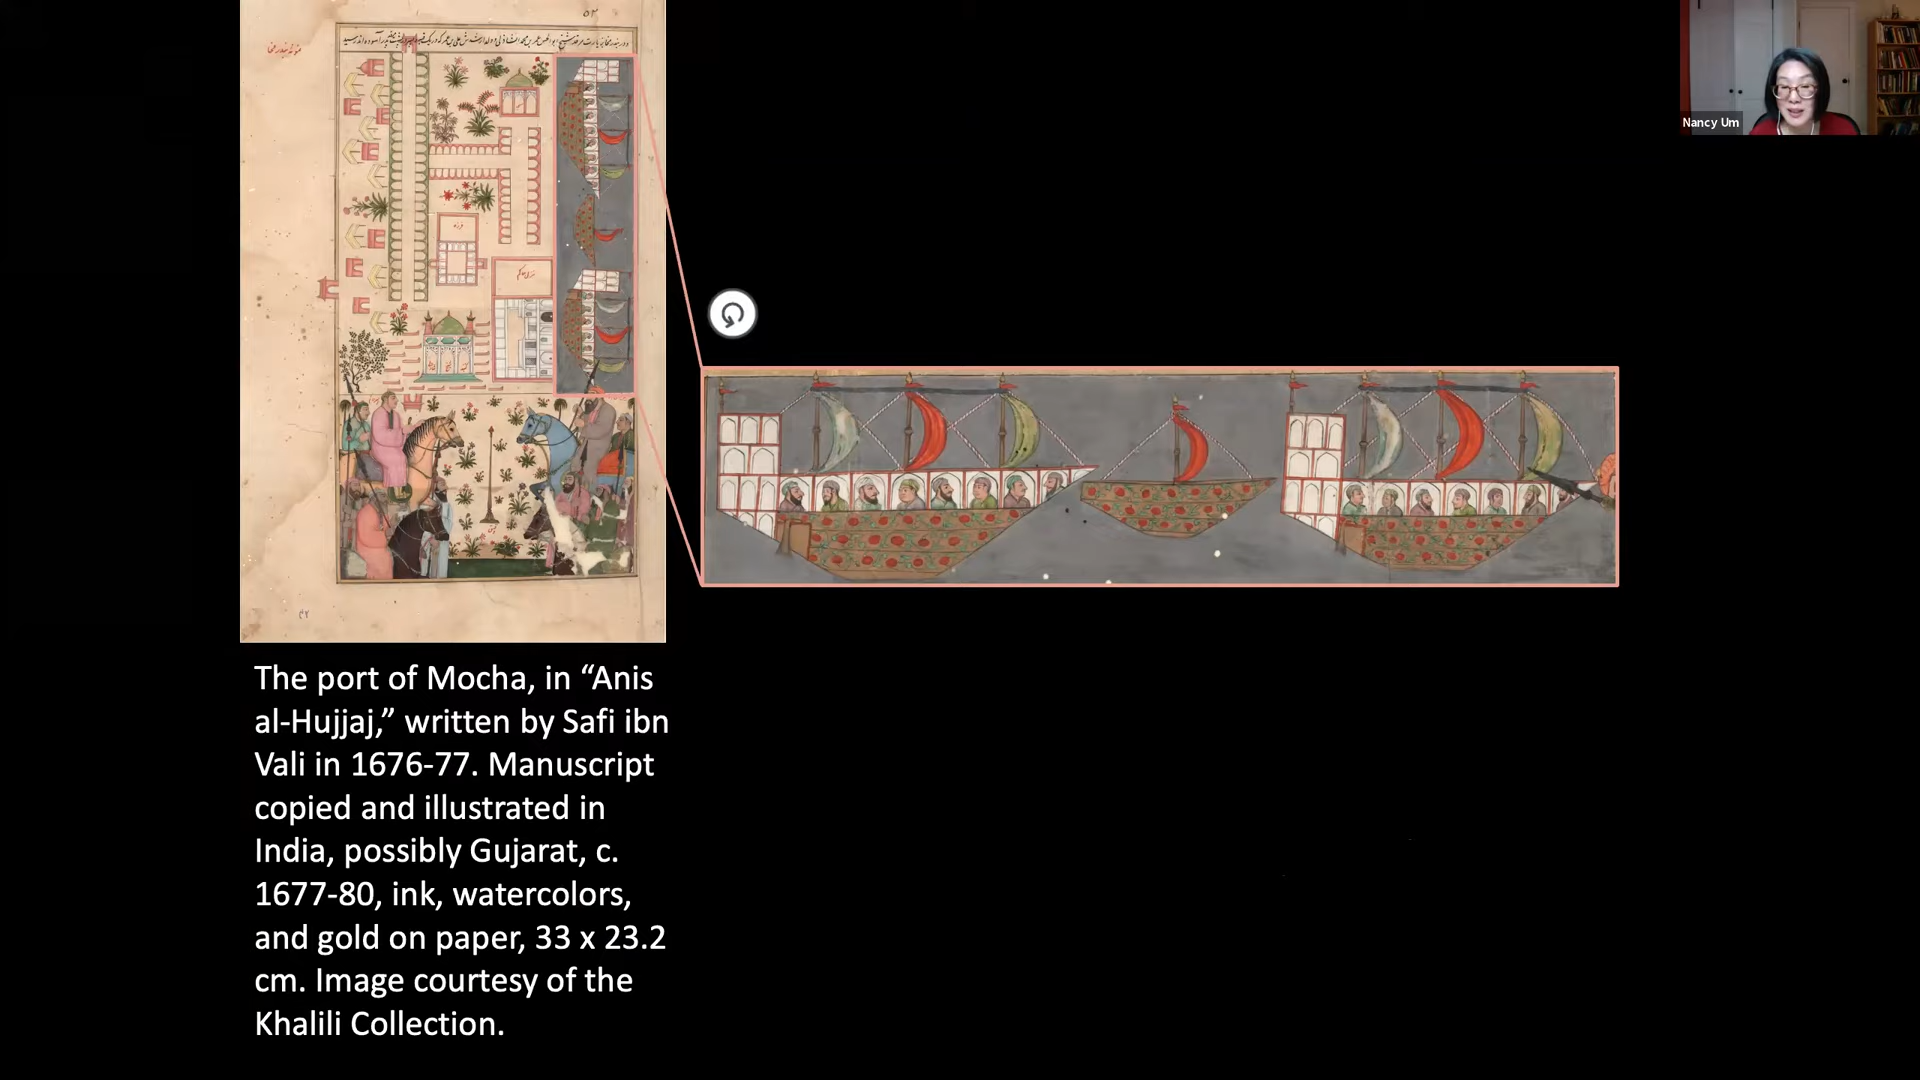 ۵۲
Nancy Um
The port of Mocha, in “Anis
al-Hujjaj,” written by Safi ibn
Vali in 1676-77. Manuscript
copied and illustrated in
India, possibly Gujarat, c.
1677-80, ink, watercolors,
and gold on paper, 33 x 23.2
cm. Image courtesy of the
Khalili Collection.